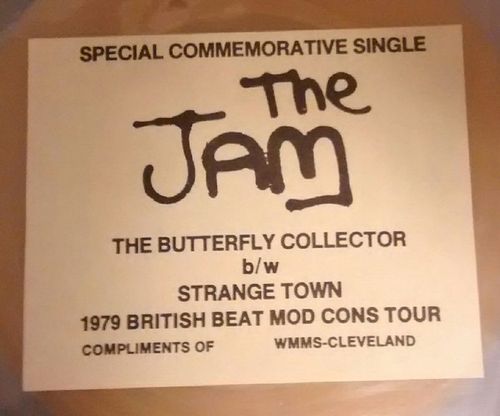 SPECIAL COMMEMORATIVE SINGLE
The
JAM
THE BUTTERFLY COLLECTOR
b/w
STRANGE TOWN
1979 BRITISH BEAT MOD CONS TOUR
COMPLIMENTS OF WMMS-CLEVELAND